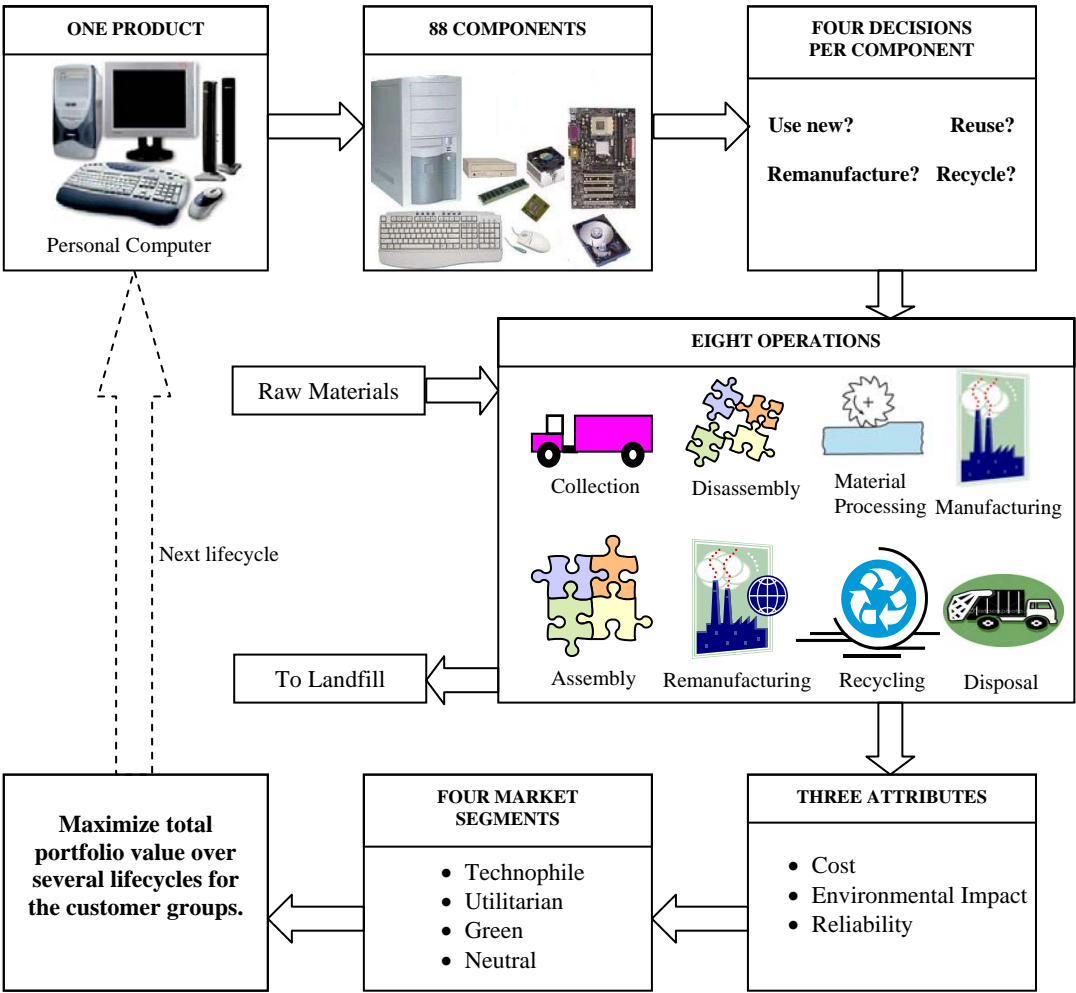 ONE PRODUCT
Personal Computer
88 COMPONENTS
FOUR DECISIONS
PER COMPONENT
Use new? Reuse?
Remanufacture? Recycle?
EIGHT OPERATIONS
Raw Materials
Collection
Disassembly
Material
Processing
Manufacturing
Next lifecycle
Assembly
Remanufacturing
Recycling
Disposal
To Landfill
Maximize total
portfolio value over
several lifecycles for
the customer groups.
FOUR MARKET
SEGMENTS
• Technophile
• Utilitarian
• Green
• Neutral
THREE ATTRIBUTES
• Cost
• Environmental Impact
• Reliability